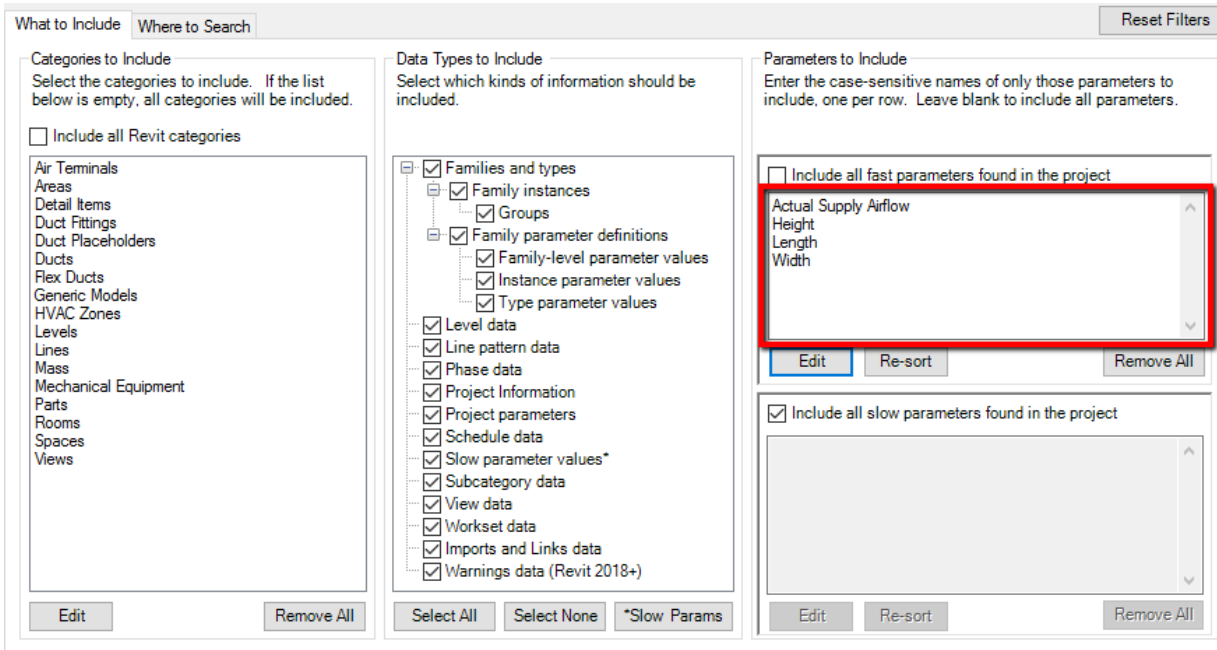 What to Include
Where to Search
Reset Filters
Categories to Include
Select the categories to include. If the list
below is empty, all categories will be included.
Include all Revit categories
Air Terminals
Areas
Detail Items
Duct Fittings
Duct Placeholders
Ducts
Flex Ducts
Generic Models
HVAC Zones
Levels
Lines
Mass
Mechanical Equipment
Parts
Rooms
Spaces
Views
Edit
Remove All
Data Types to Include
Select which kinds of information should be
included.
Families and types
Family instances
Groups
Family parameter definitions
Family-level parameter values
Instance parameter values
Type parameter values
Level data
Line pattern data
Phase data
Project Information
Project parameters
Schedule data
Slow parameter values*
Subcategory data
View data
Workset data
Imports and Links data
Warnings data (Revit 2018+)
Select All
Select None
*Slow Params
Parameters to Include
Enter the case-sensitive names of only those parameters to
include, one per row. Leave blank to include all parameters.
Include all fast parameters found in the project
Actual Supply Airflow
Height
Length
Width
Edit
Re-sort
Remove All
Include all slow parameters found in the project
Edit
Re-sort
Remove All